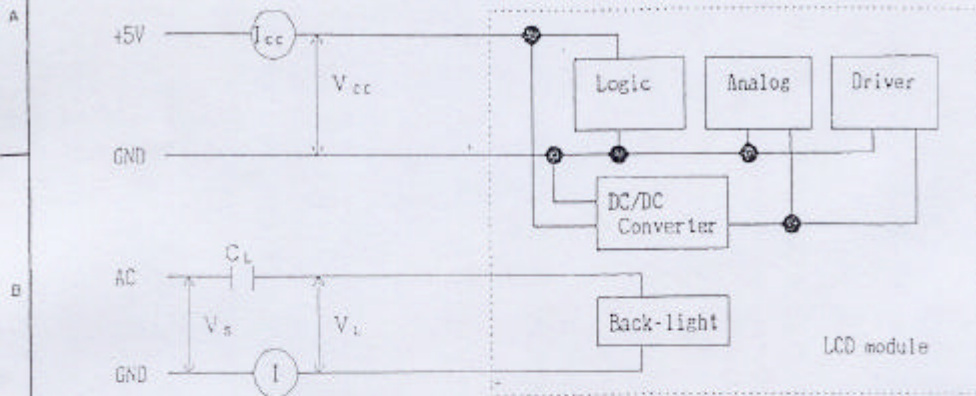 A
+5V
Icc
Vcc
Logic
Analog
Driver
GND
DC/DC
Converter
B
AC
CL
Vs
VL
Back-light
LCD module
GND
I